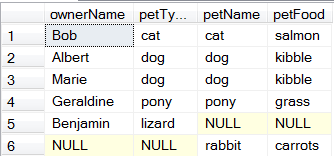 ownerName petTy... petName petFood
1 Bob cat cat salmon
2 Albert dog dog kibble
3 Marie dog dog kibble
4 Geraldine pony pony grass
5 Benjamin lizard NULL NULL
6 NULL NULL rabbit carrots